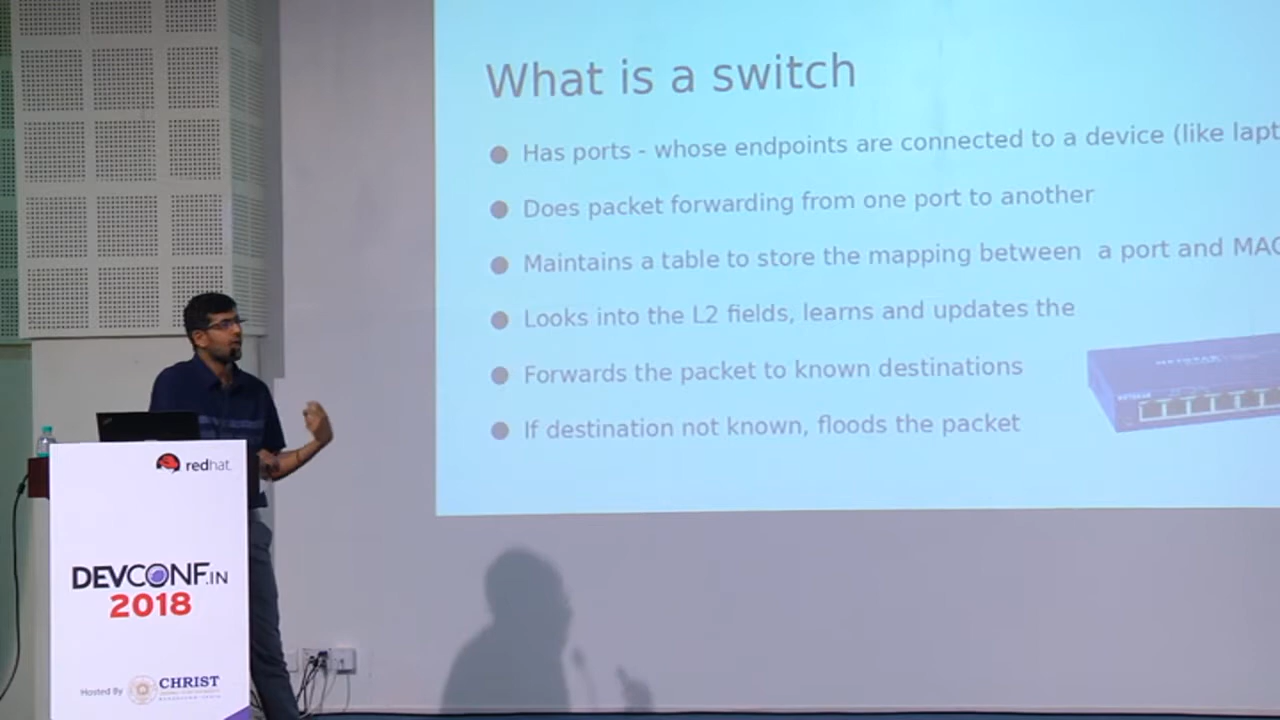 What is a switch
Has ports - whose endpoints are connected to a device (like lapt
Does packet forwarding from one port to another
Maintains a table to store the mapping between a port and MAC
Looks into the L2 fields, learns and updates the
Forwards the packet to known destinations
If destination not known, floods the packet
NETGEAR
redhat.
DEVCONF.IN
2018
Hosted By
CHRIST